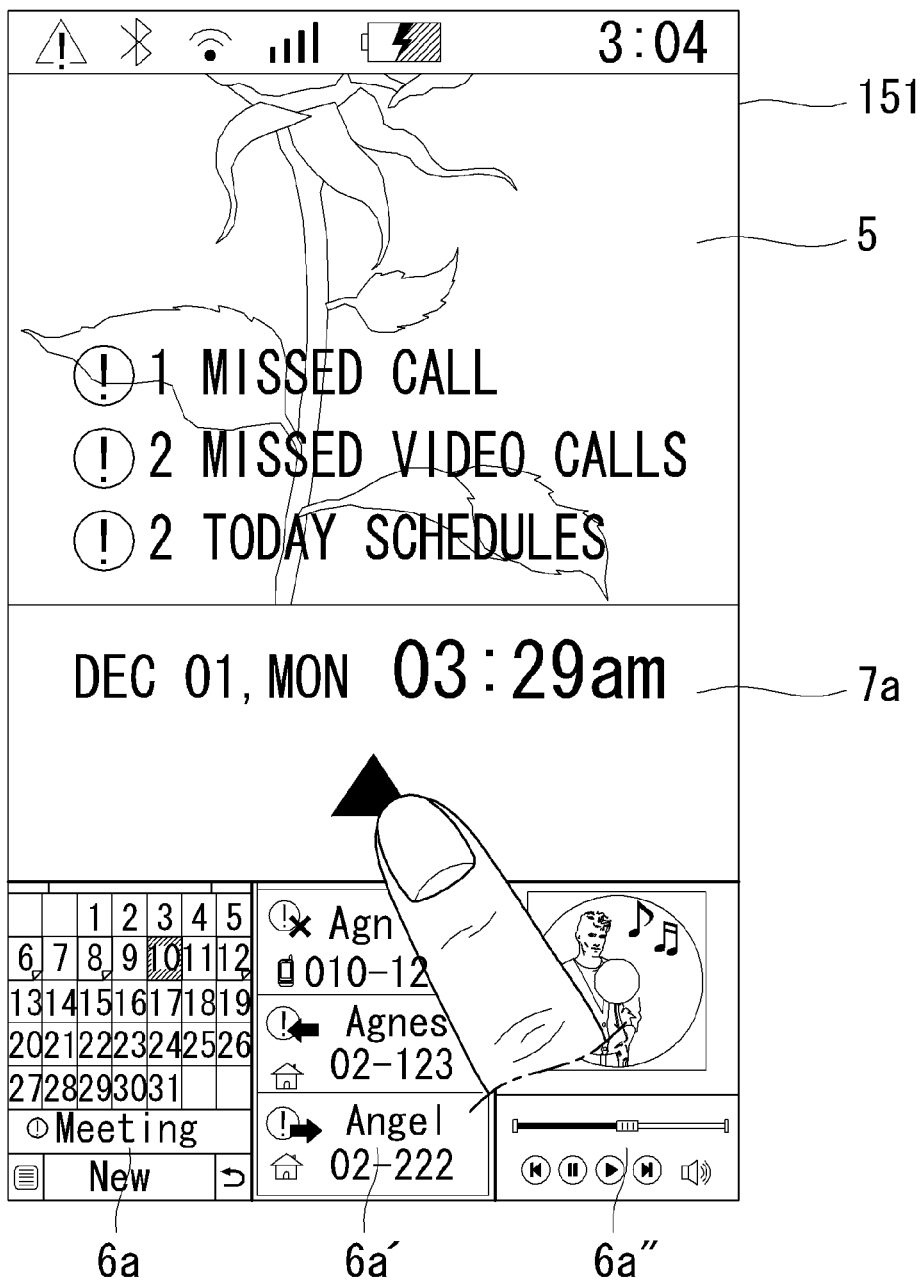 3:04
151
5
1 MISSED CALL
2 MISSED VIDEO CALLS
2 TODAY SCHEDULES
DEC 01, MON 03:29am
7a
1 2 3 4 5
6 7 8 9 10 11 12
13 14 15 16 17 18 19
20 21 22 23 24 25 26
27 28 29 30 31
Meeting
New
Agn
010-12
Agnes
02-123
Angel
02-222
6a 6a′ 6a″